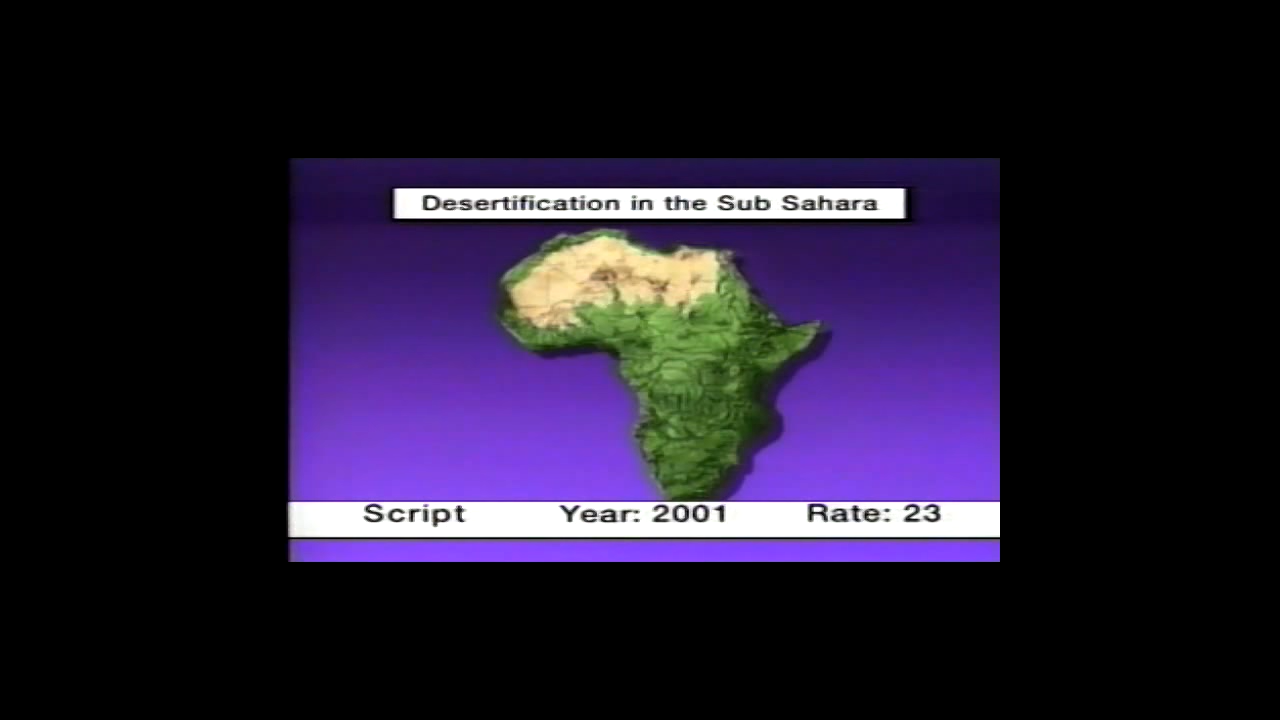 Desertification in the Sub Sahara
Script Year: 2001 Rate: 23